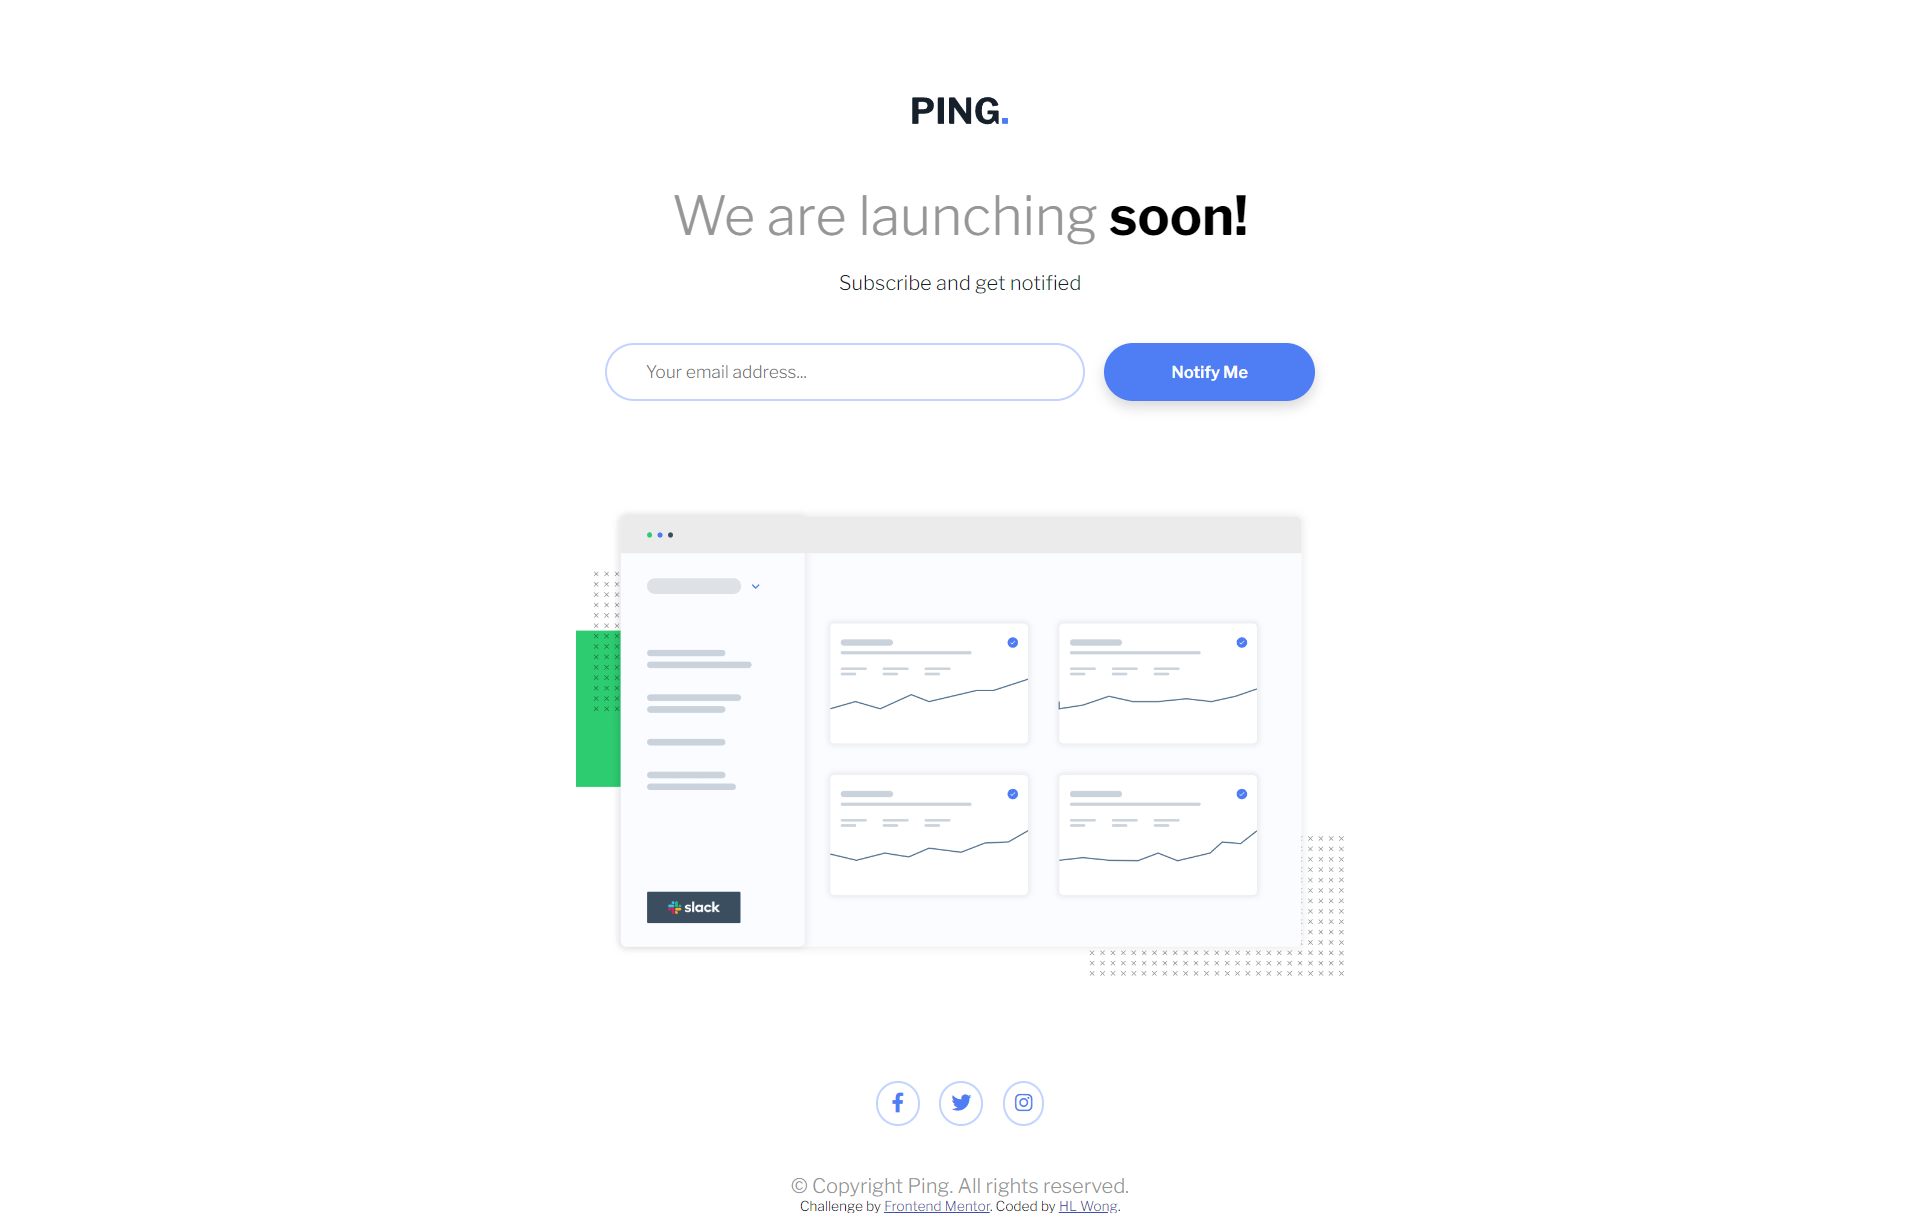 PING.
We are launching soon!
Subscribe and get notified
Your email address...
Notify Me
slack
© Copyright Ping. All rights reserved.
Challenge by Frontend Mentor. Coded by HL Wong.